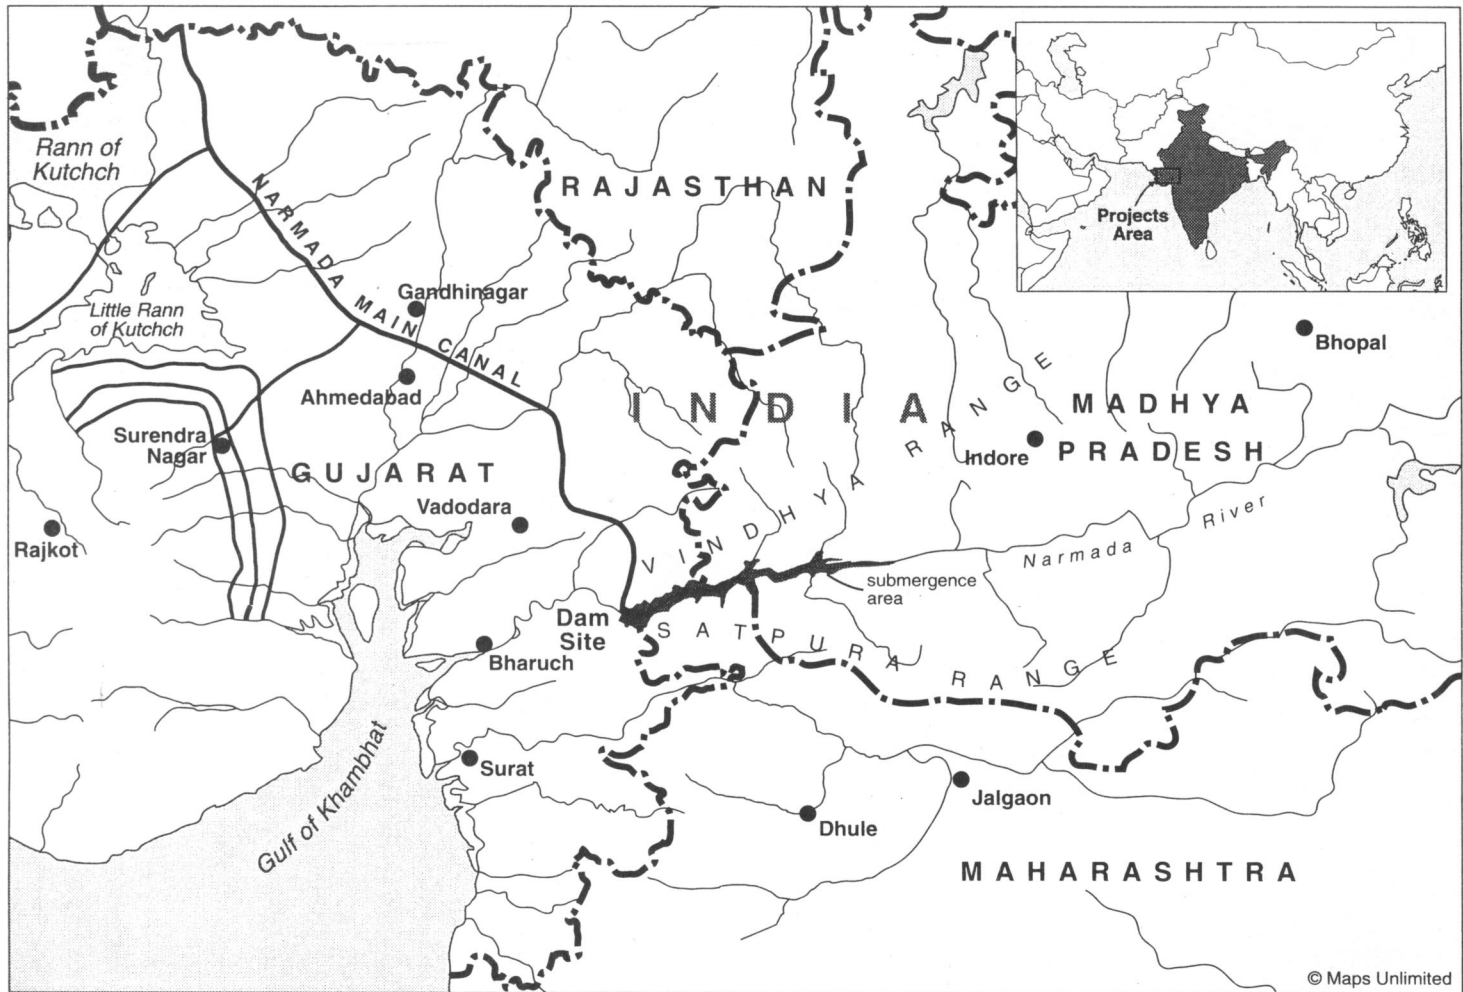 Rann of
Kutchch
RAJASTHAN
Projects
Area
NARMADA MAIN CANAL
Gandhinagar
Little Rann
of Kutchch
Bhopal
Ahmedabad
INDIA
MADHYA
PRADESH
Surendra
Nagar
Indore
GUJARAT
Vadodara
VINDHYA RANGE
Rajkot
Narmada River
submergence
area
Dam
Site
SATPURA RANGE
Bharuch
Gulf of Khambhat
Surat
Jalgaon
Dhule
MAHARASHTRA
© Maps Unlimited